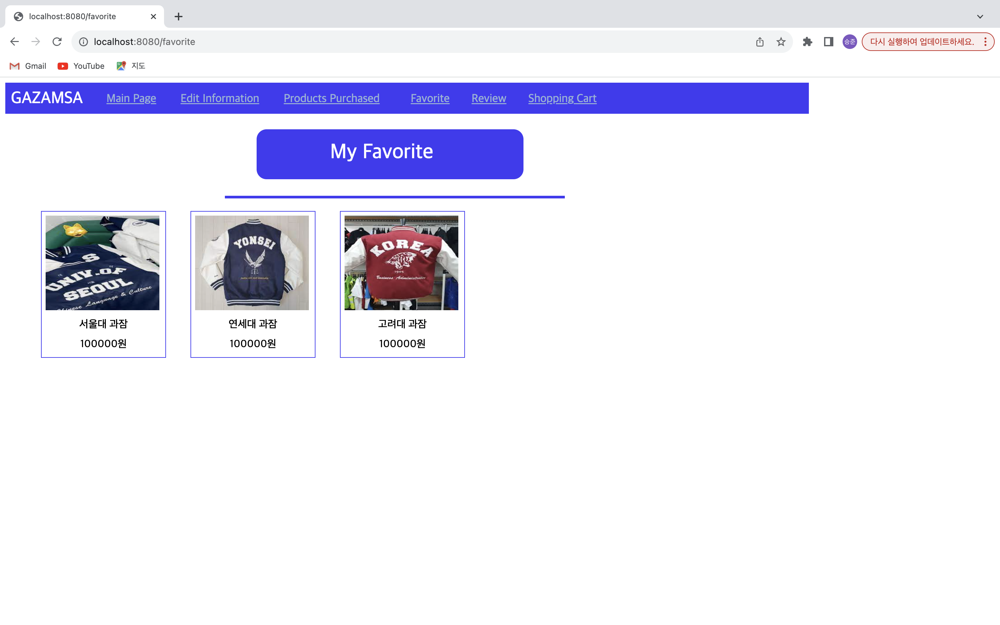 localhost:8080/favorite
localhost:8080/favorite
승준
다시 실행하여 업데이트하세요.
Gmail
YouTube
지도
GAZAMSA
Main Page
Edit Information
Products Purchased
Favorite
Review
Shopping Cart
My Favorite
S
UNIV.OF
SEOUL
Chinese Language & Culture
YONSEI
KOREA
1905
Business Administration
서울대 과잠
연세대 과잠
고려대 과잠
100000원
100000원
100000원